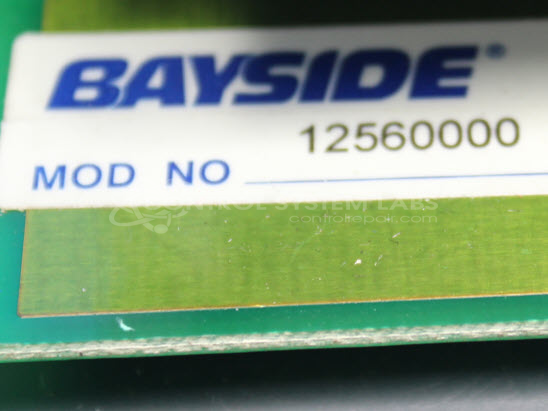 BAYSIDE®
12560000
MOD NO
CONTROL SYSTEM LABS
controlrepair.com